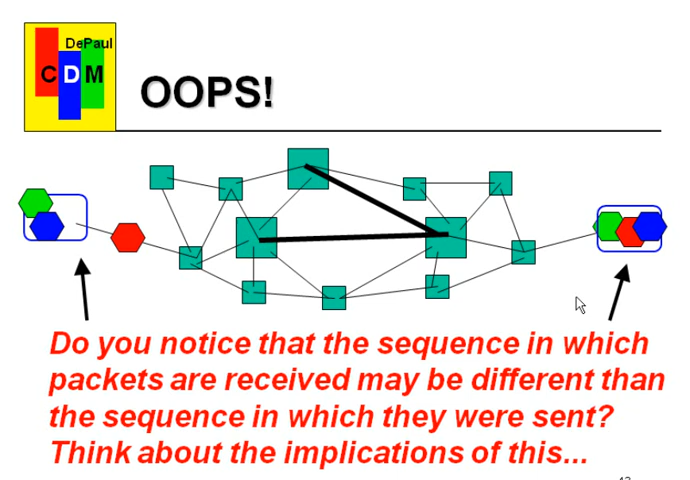 DePaul
CDM
OOPS!
Do you notice that the sequence in which
packets are received may be different than
the sequence in which they were sent?
Think about the implications of this...